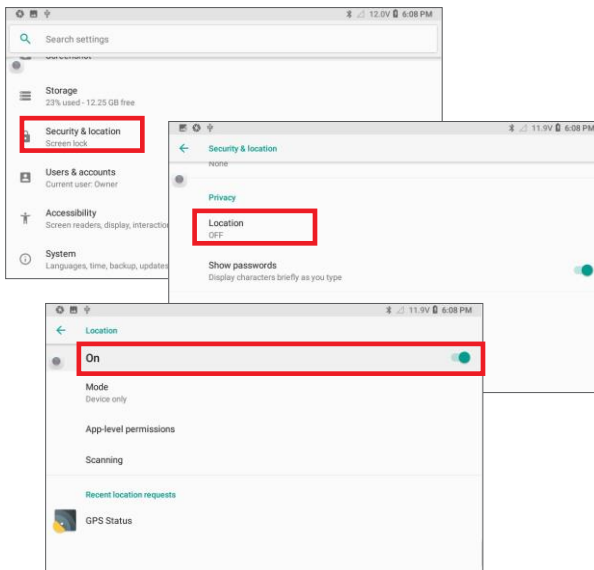 12.0V 6:08 PM
Search settings
Storage
23% used - 12.25 GB free
Security & location
Screen lock
Users & accounts
Current user: Owner
Accessibility
Screen readers, display, interaction
System
Languages, time, backup, updates
11.9V 6:08 PM
Security & location
None
Privacy
Location
OFF
Show passwords
Display characters briefly as you type
11.9V 6:08 PM
Location
On
Mode
Device only
App-level permissions
Scanning
Recent location requests
GPS Status